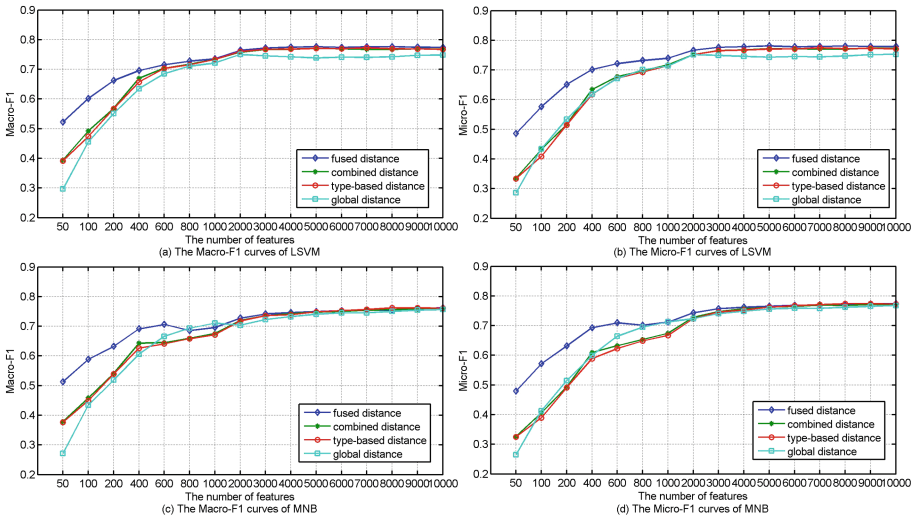 0.9
0.8
0.7
0.6
0.5
0.4
0.3
0.2
Macro-F1
fused distance
combined distance
type-based distance
global distance
50 100 200 400 600 800 1000 2000 3000 4000 5000 6000 7000 8000 9000 10000
The number of features
(a) The Macro-F1 curves of LSVM
0.9
0.8
0.7
0.6
0.5
0.4
0.3
0.2
Micro-F1
fused distance
combined distance
type-based distance
global distance
50 100 200 400 600 800 1000 2000 3000 4000 5000 6000 7000 8000 9000 10000
The number of features
(b) The Micro-F1 curves of LSVM
0.9
0.8
0.7
0.6
0.5
0.4
0.3
0.2
Macro-F1
fused distance
combined distance
type-based distance
global distance
50 100 200 400 600 800 1000 2000 3000 4000 5000 6000 7000 8000 9000 10000
The number of features
(c) The Macro-F1 curves of MNB
0.9
0.8
0.7
0.6
0.5
0.4
0.3
0.2
Micro-F1
fused distance
combined distance
type-based distance
global distance
50 100 200 400 600 800 1000 2000 3000 4000 5000 6000 7000 8000 9000 10000
The number of features
(d) The Micro-F1 curves of MNB